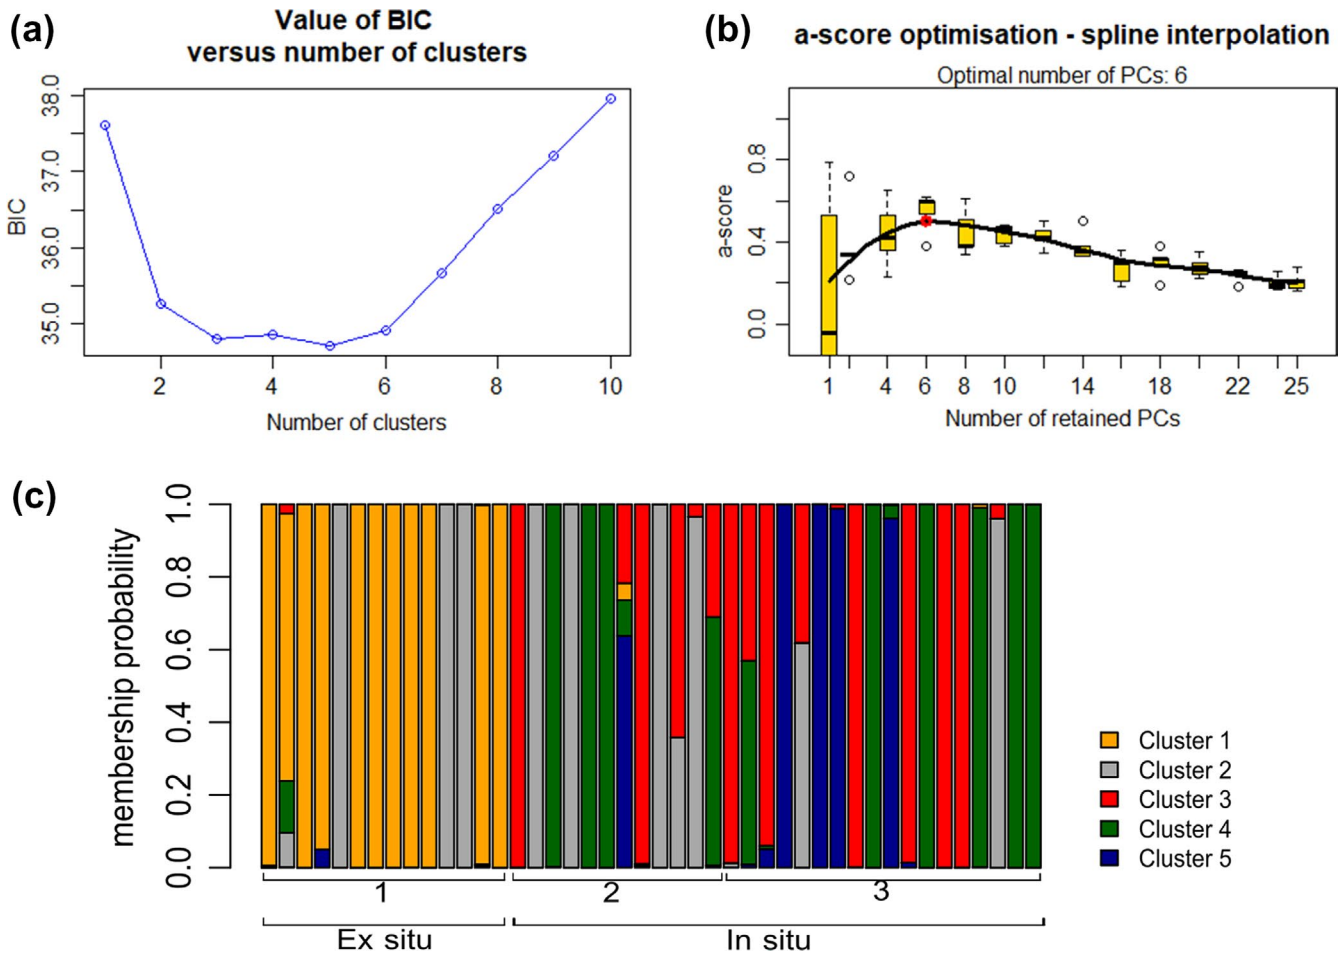 (a)
Value of BIC
versus number of clusters
BIC
38.0
37.0
36.0
35.0
2 4 6 8 10
Number of clusters
(b)
a-score optimisation - spline interpolation
Optimal number of PCs: 6
a-score
0.8
0.4
0.0
1 4 6 8 10 14 18 22 25
Number of retained PCs
(c)
membership probability
1.0
0.8
0.6
0.4
0.2
0.0
1 2 3
Ex situ In situ
Cluster 1
Cluster 2
Cluster 3
Cluster 4
Cluster 5